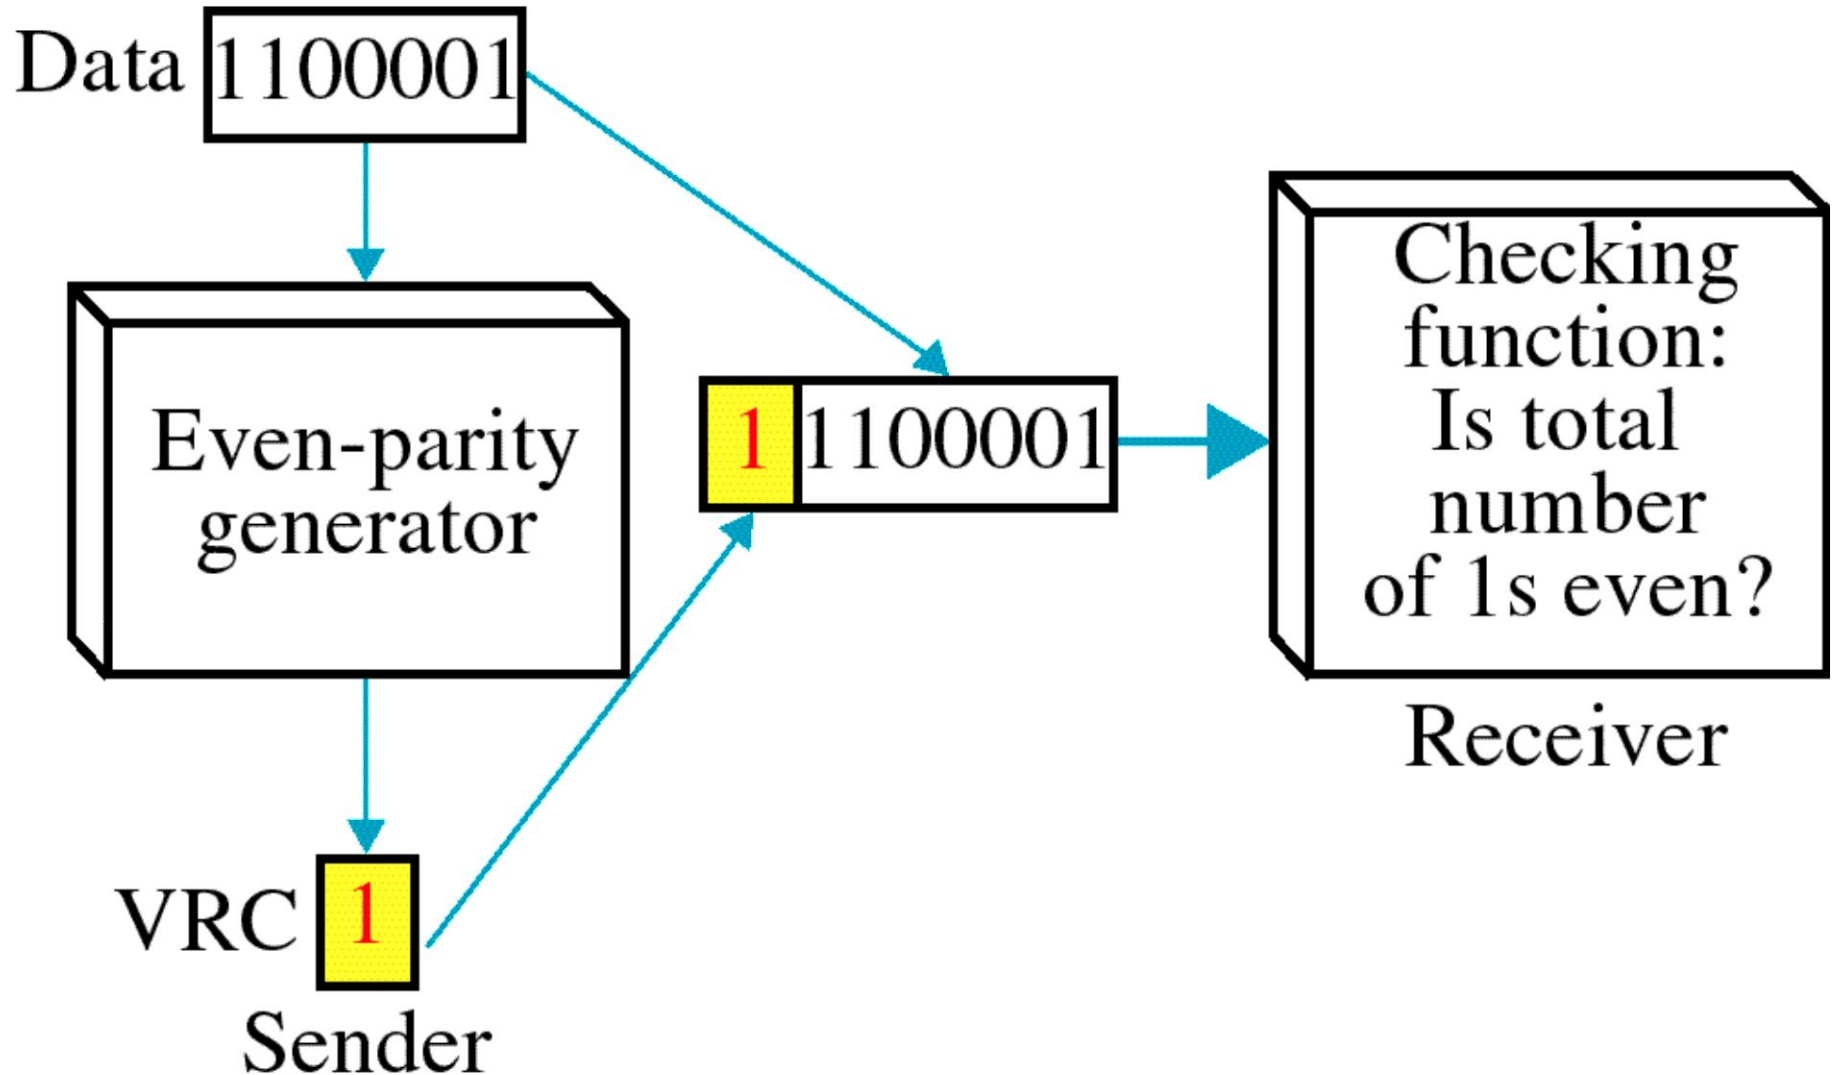 Data 1100001
Even-parity
generator
VRC 1
Sender
1 1100001
Checking
function:
Is total
number
of 1s even?
Receiver